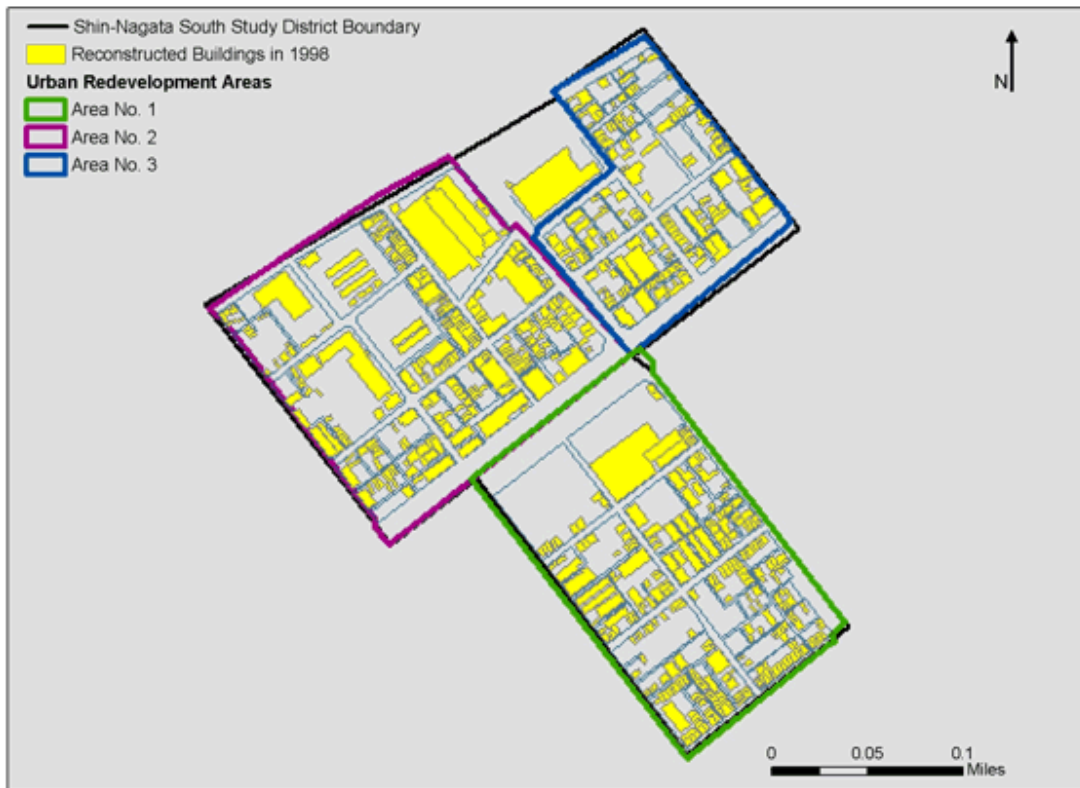 Shin-Nagata South Study District Boundary
Reconstructed Buildings in 1998
Urban Redevelopment Areas
Area No. 1
Area No. 2
Area No. 3
N
0 0.05 0.1
Miles